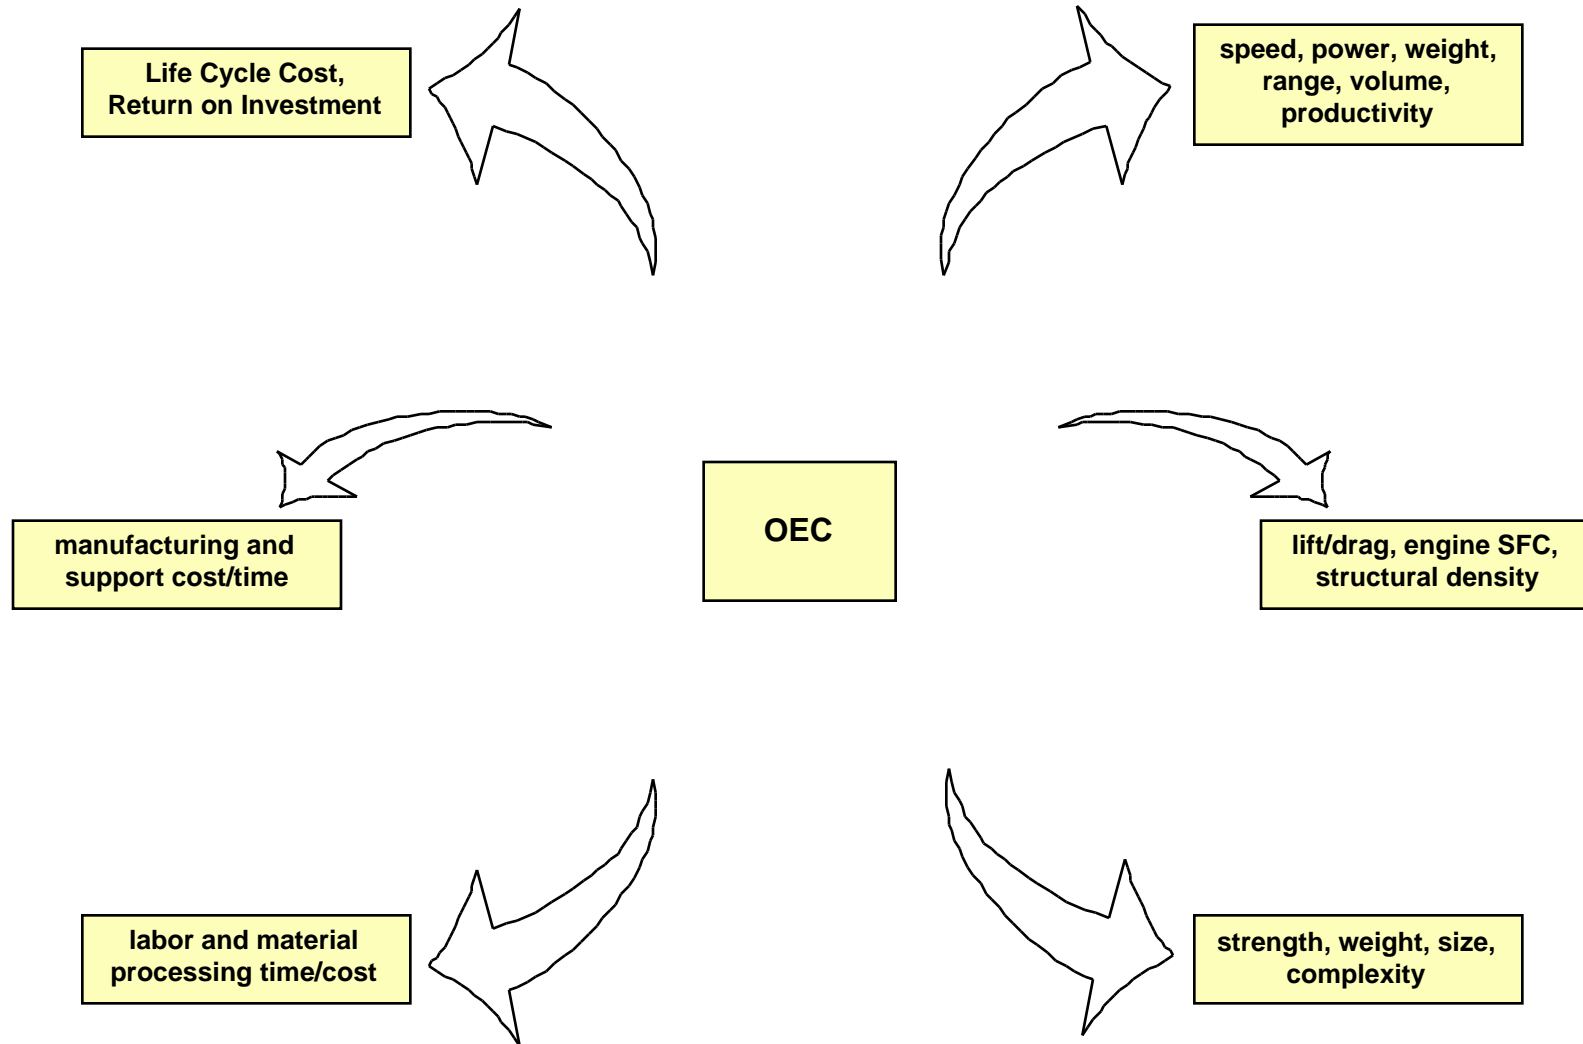 Life Cycle Cost,
Return on Investment
speed, power, weight,
range, volume,
productivity
manufacturing and
support cost/time
OEC
lift/drag, engine SFC,
structural density
labor and material
processing time/cost
strength, weight, size,
complexity